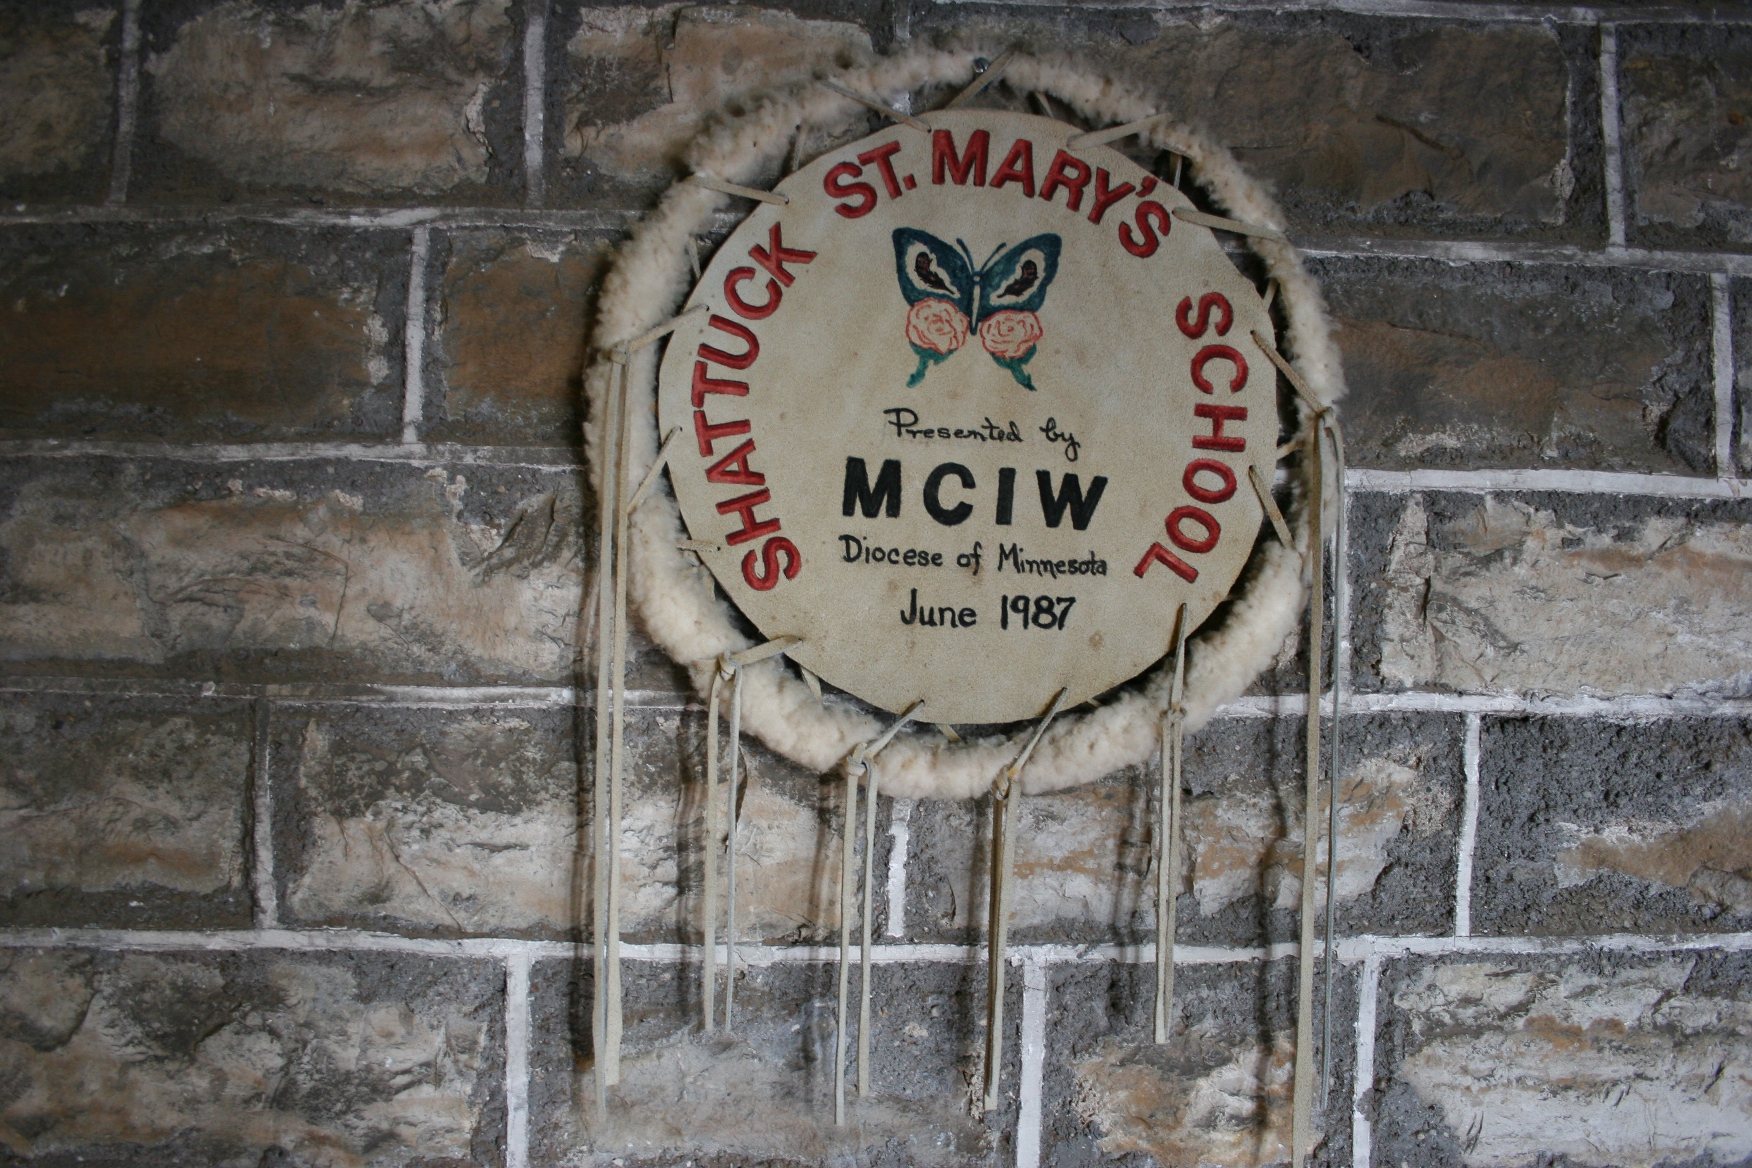 SHATTUCK ST. MARY'S SCHOOL
Presented by
MCIW
Diocese of Minnesota
June 1987